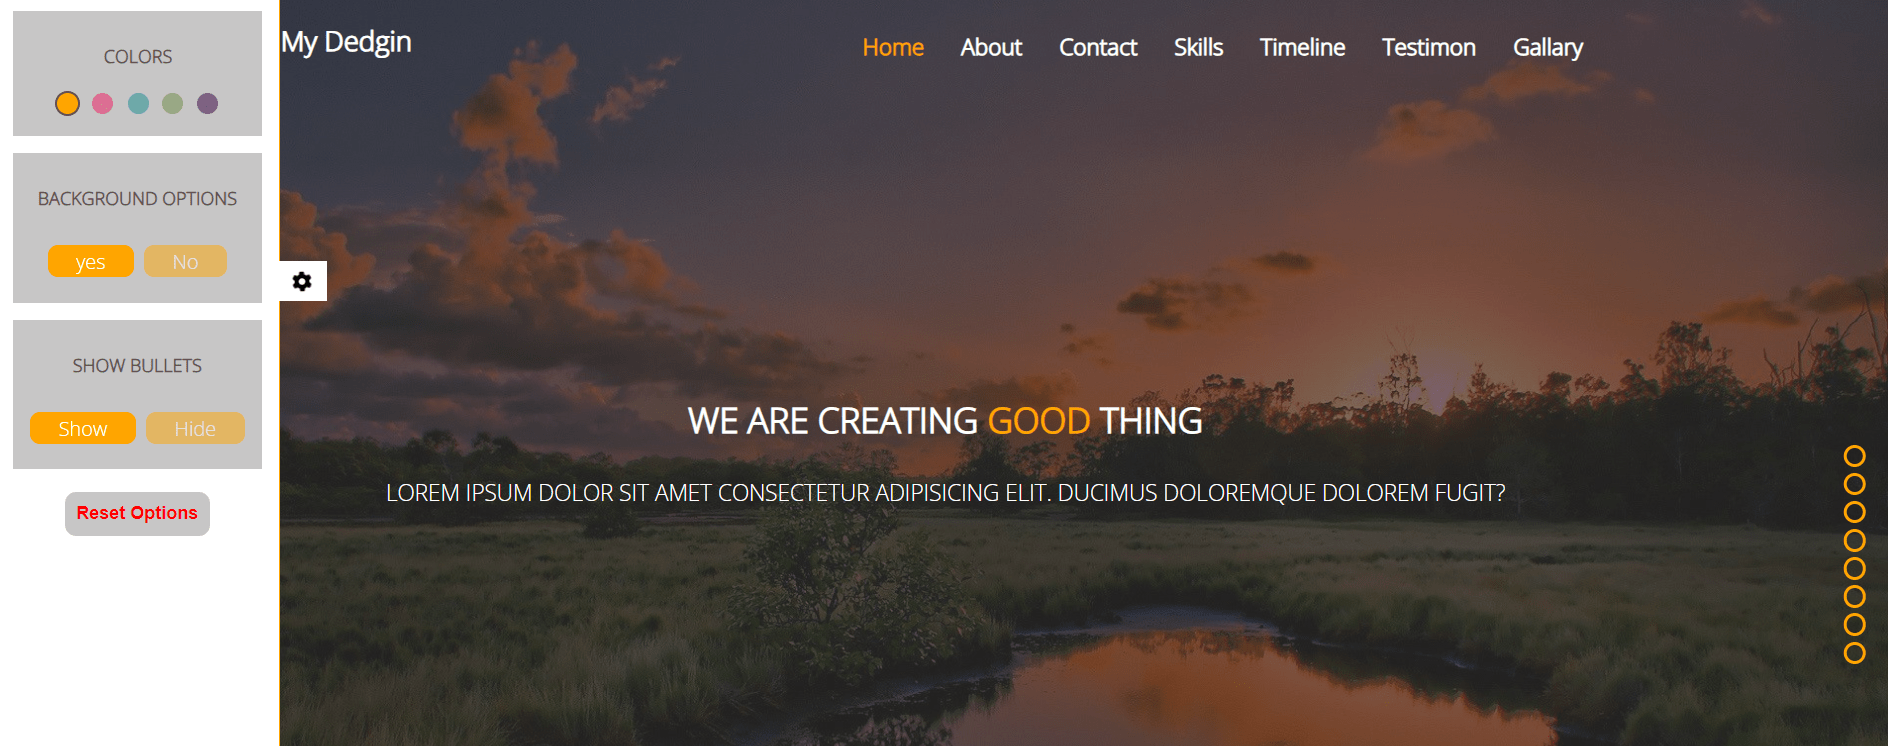 COLORS
BACKGROUND OPTIONS
yes No
SHOW BULLETS
Show Hide
Reset Options
My Dedgin
Home About Contact Skills Timeline Testimon Gallary
WE ARE CREATING GOOD THING
LOREM IPSUM DOLOR SIT AMET CONSECTETUR ADIPISICING ELIT. DUCIMUS DOLOREMQUE DOLOREM FUGIT?